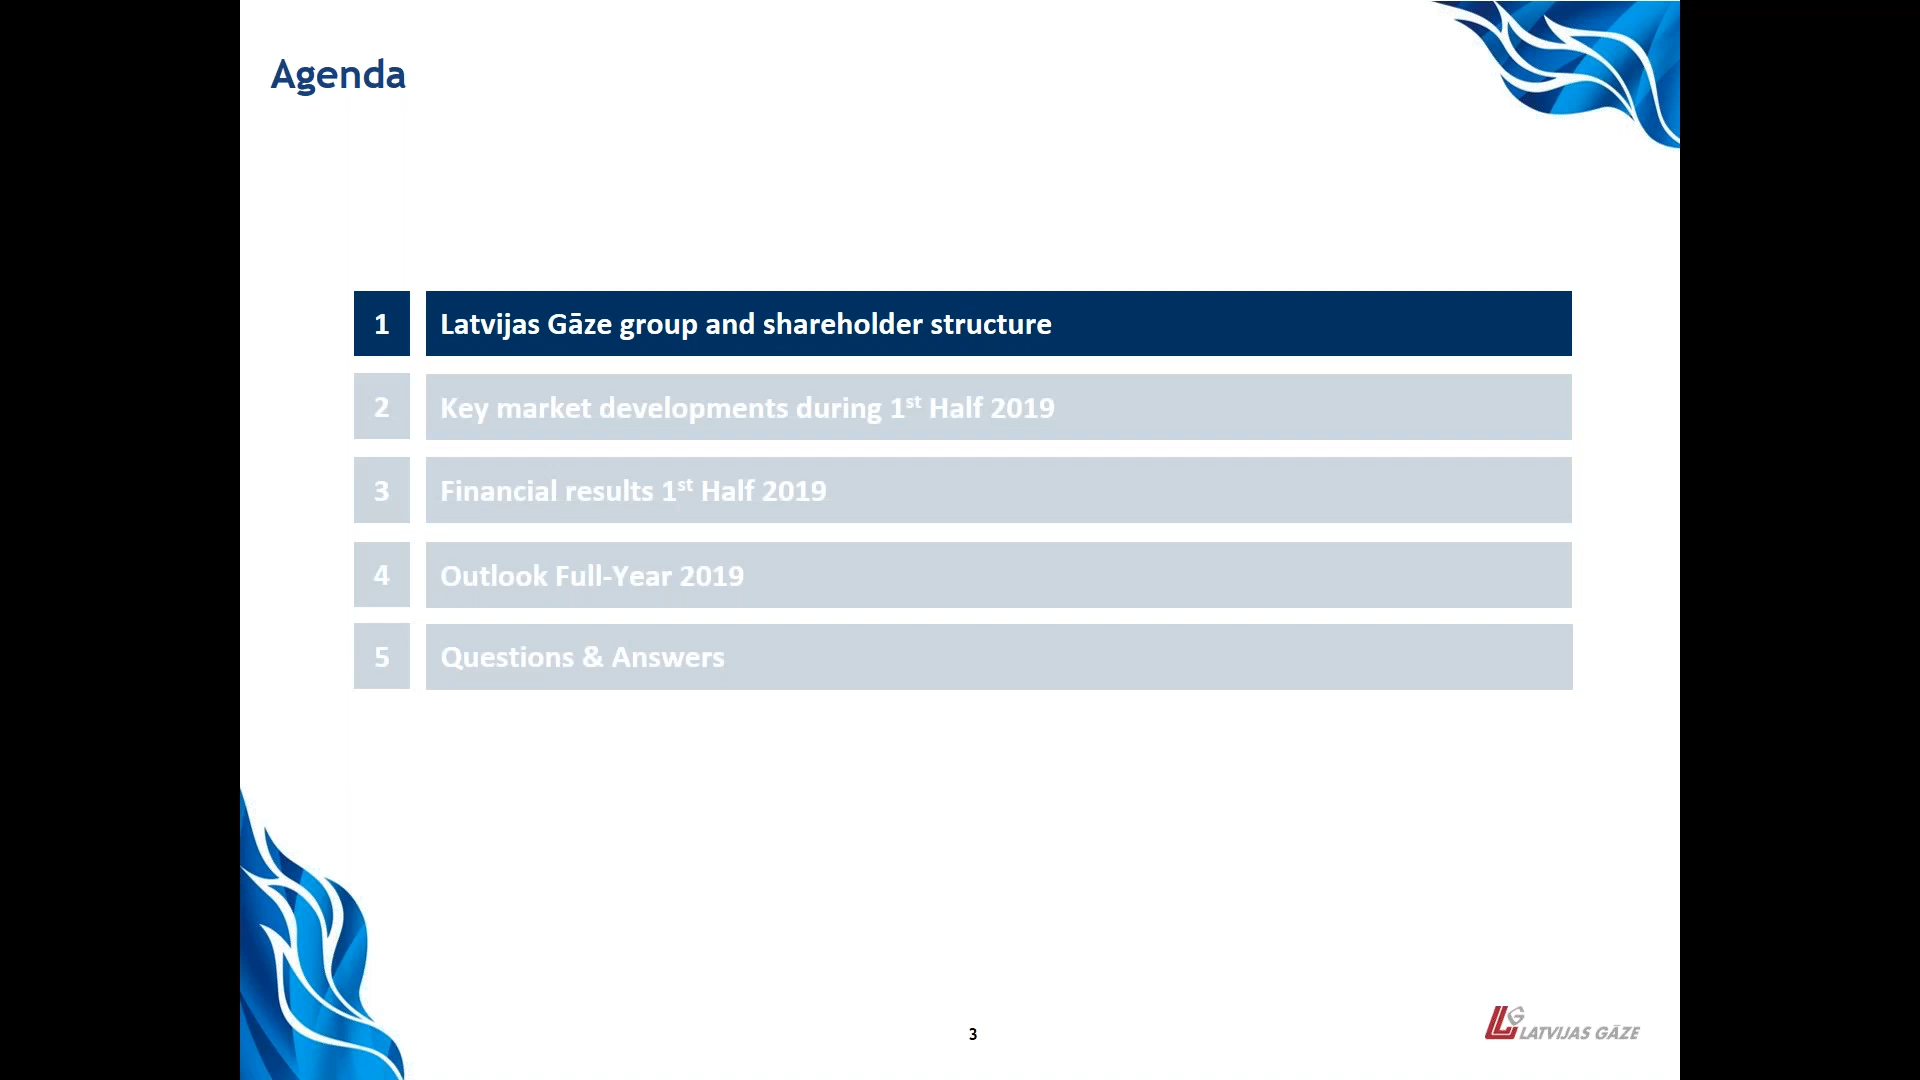 Agenda
1 Latvijas Gāze group and shareholder structure
2 Key market developments during 1st Half 2019
3 Financial results 1st Half 2019
4 Outlook Full-Year 2019
5 Questions & Answers
3
LG LATVIJAS GĀZE